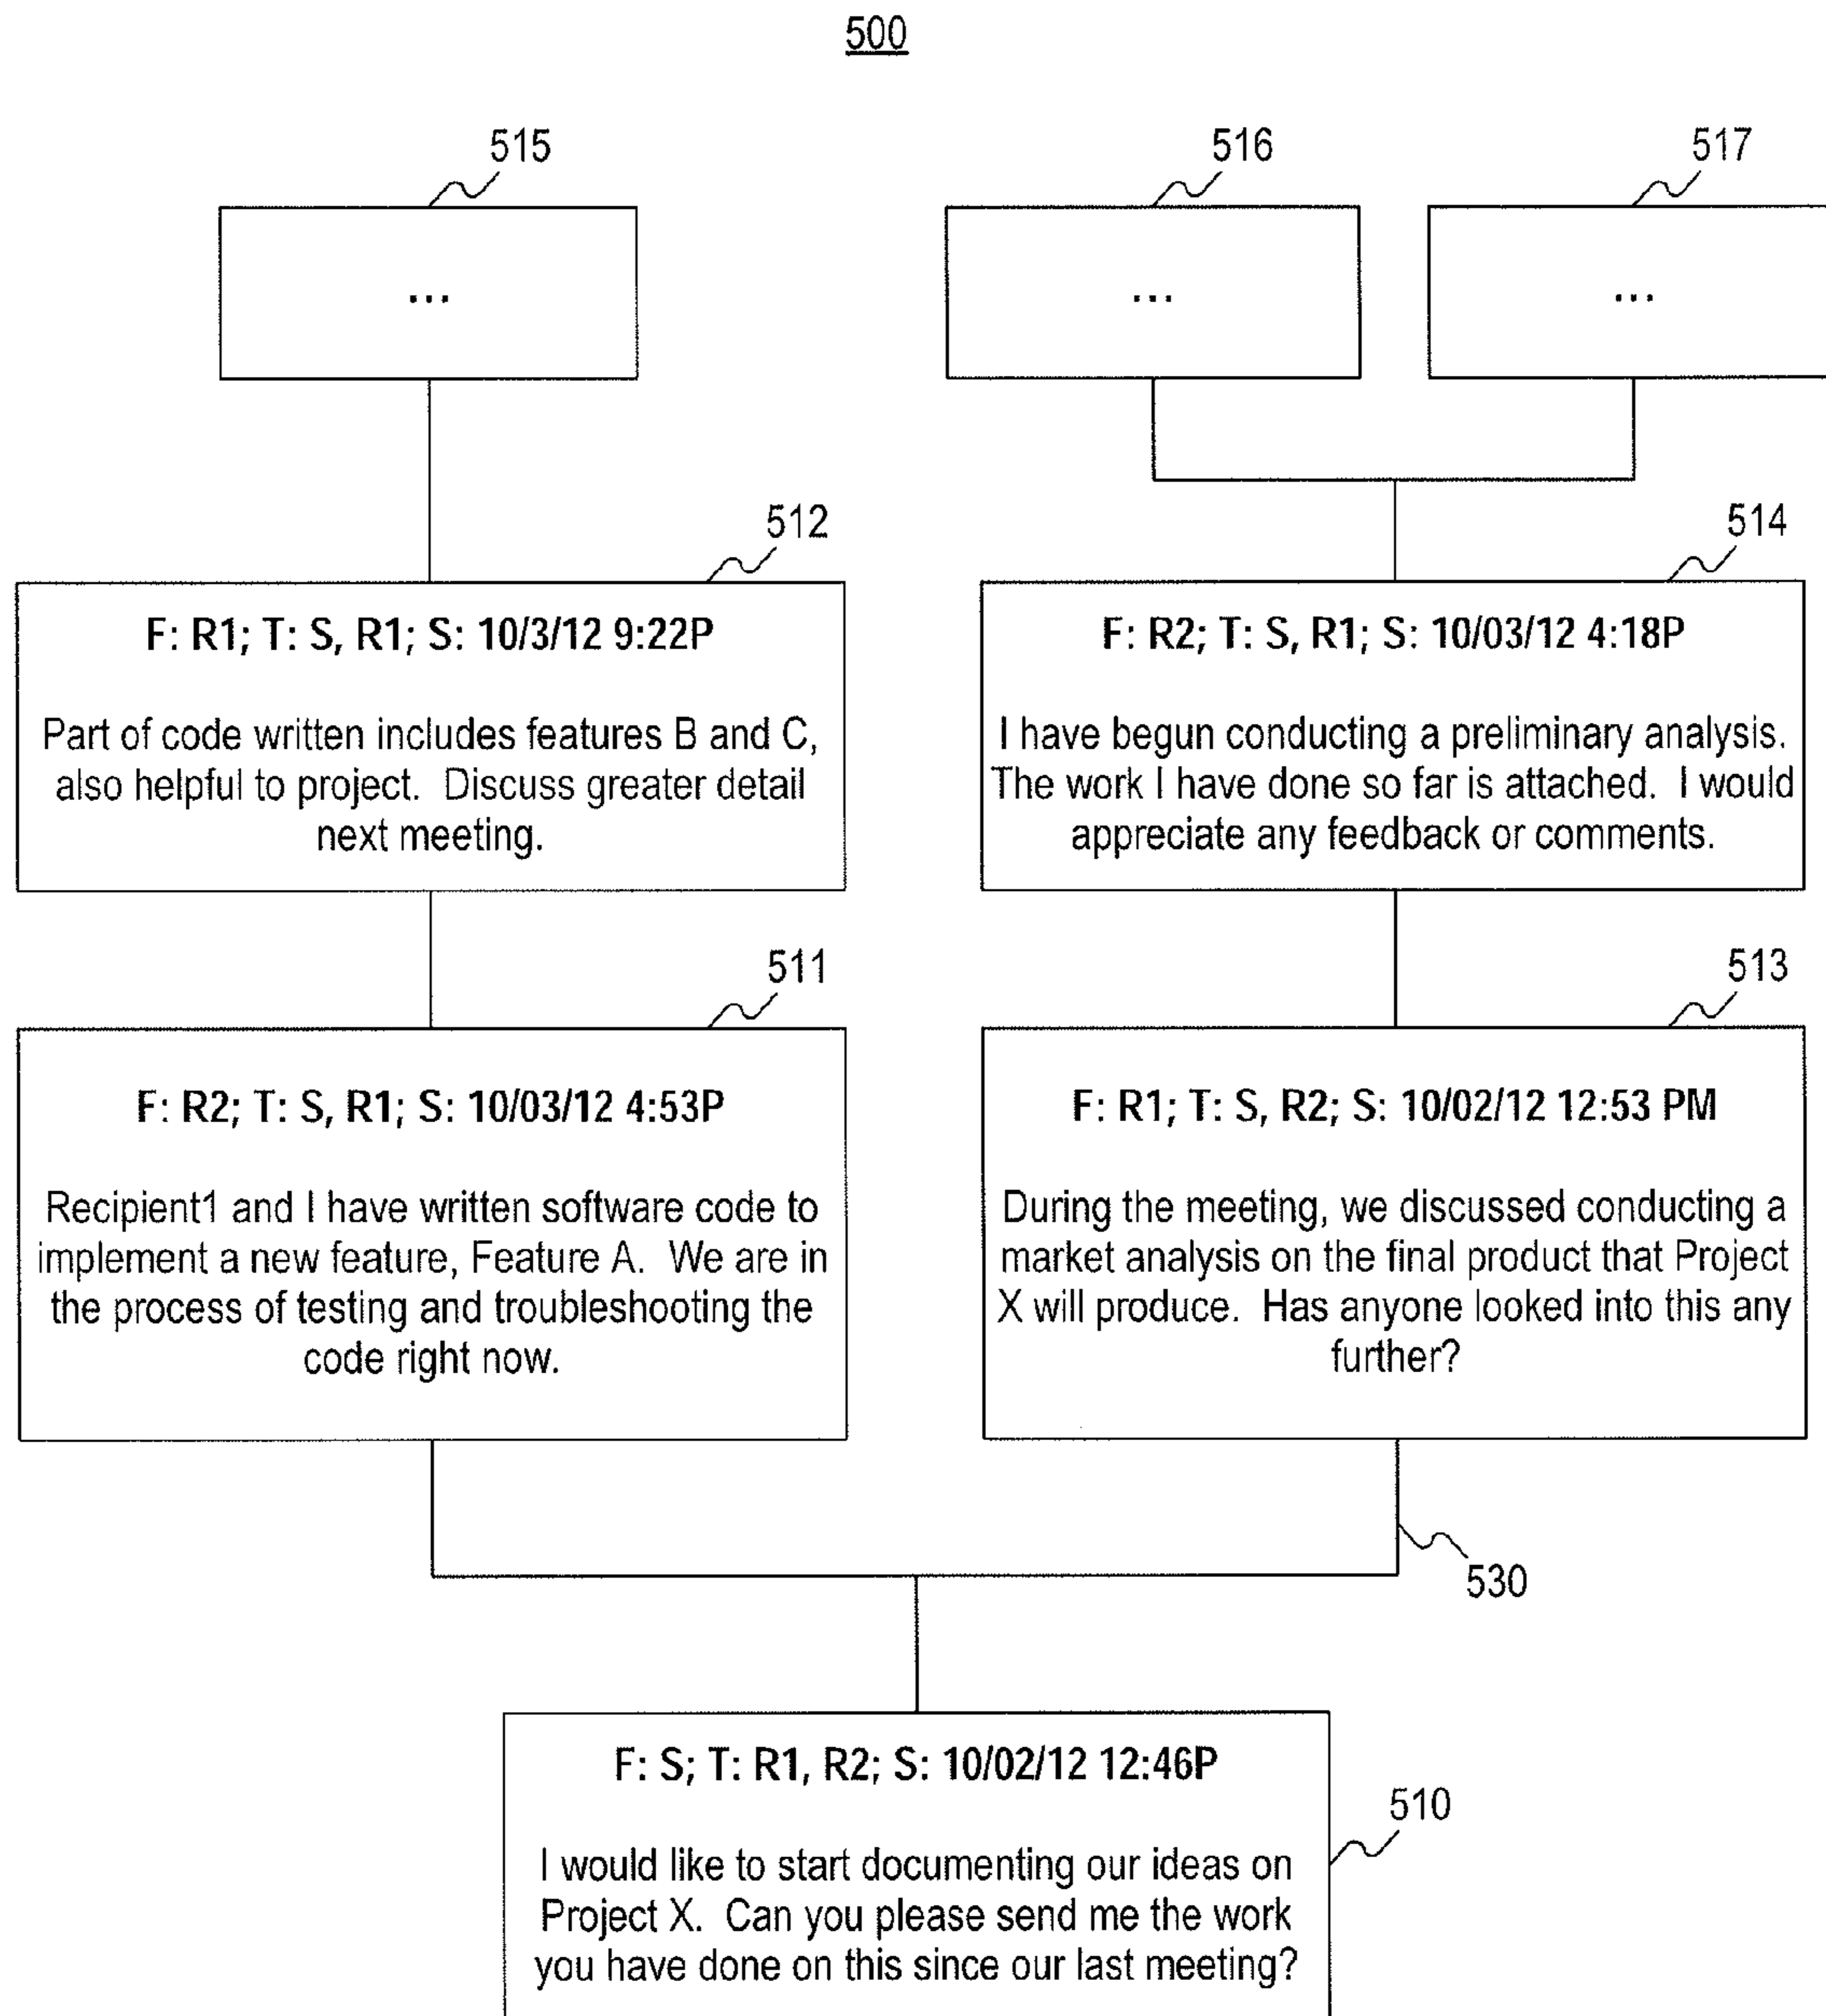 500
515
516
517
...
...
...
512
514
F: R1; T: S, R1; S: 10/3/12 9:22P
Part of code written includes features B and C,
also helpful to project. Discuss greater detail
next meeting.
F: R2; T: S, R1; S: 10/03/12 4:18P
I have begun conducting a preliminary analysis.
The work I have done so far is attached. I would
appreciate any feedback or comments.
511
513
F: R2; T: S, R1; S: 10/03/12 4:53P
Recipient1 and I have written software code to
implement a new feature, Feature A. We are in
the process of testing and troubleshooting the
code right now.
F: R1; T: S, R2; S: 10/02/12 12:53 PM
During the meeting, we discussed conducting a
market analysis on the final product that Project
X will produce. Has anyone looked into this any
further?
530
F: S; T: R1, R2; S: 10/02/12 12:46P
510
I would like to start documenting our ideas on
Project X. Can you please send me the work
you have done on this since our last meeting?